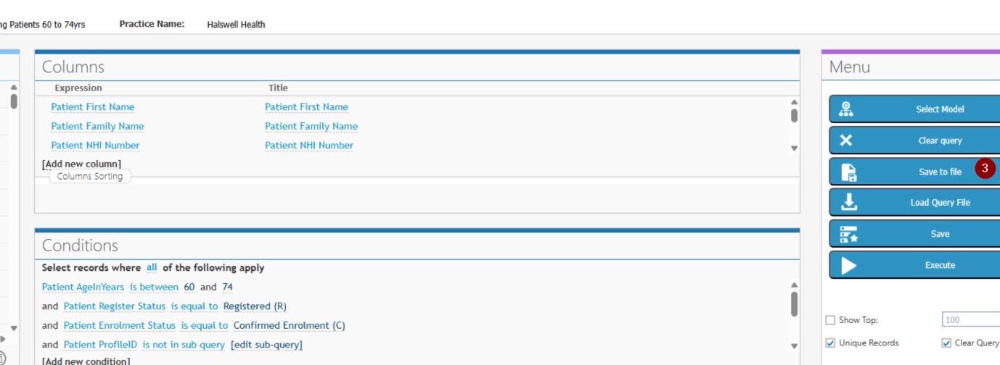 ng Patients 60 to 74yrs Practice Name: Halswell Health
Columns
Expression Title
Patient First Name Patient First Name
Patient Family Name Patient Family Name
Patient NHI Number Patient NHI Number
[Add new column]
Columns Sorting
Conditions
Select records where all of the following apply
Patient AgeInYears is between 60 and 74
and Patient Register Status is equal to Registered (R)
and Patient Enrolment Status is equal to Confirmed Enrolment (C)
and Patient ProfileID is not in sub query [edit sub-query]
[Add new condition]
Menu
Select Model
Clear query
Save to file 3
Load Query File
Save
Execute
Show Top: 100
Unique Records Clear Query